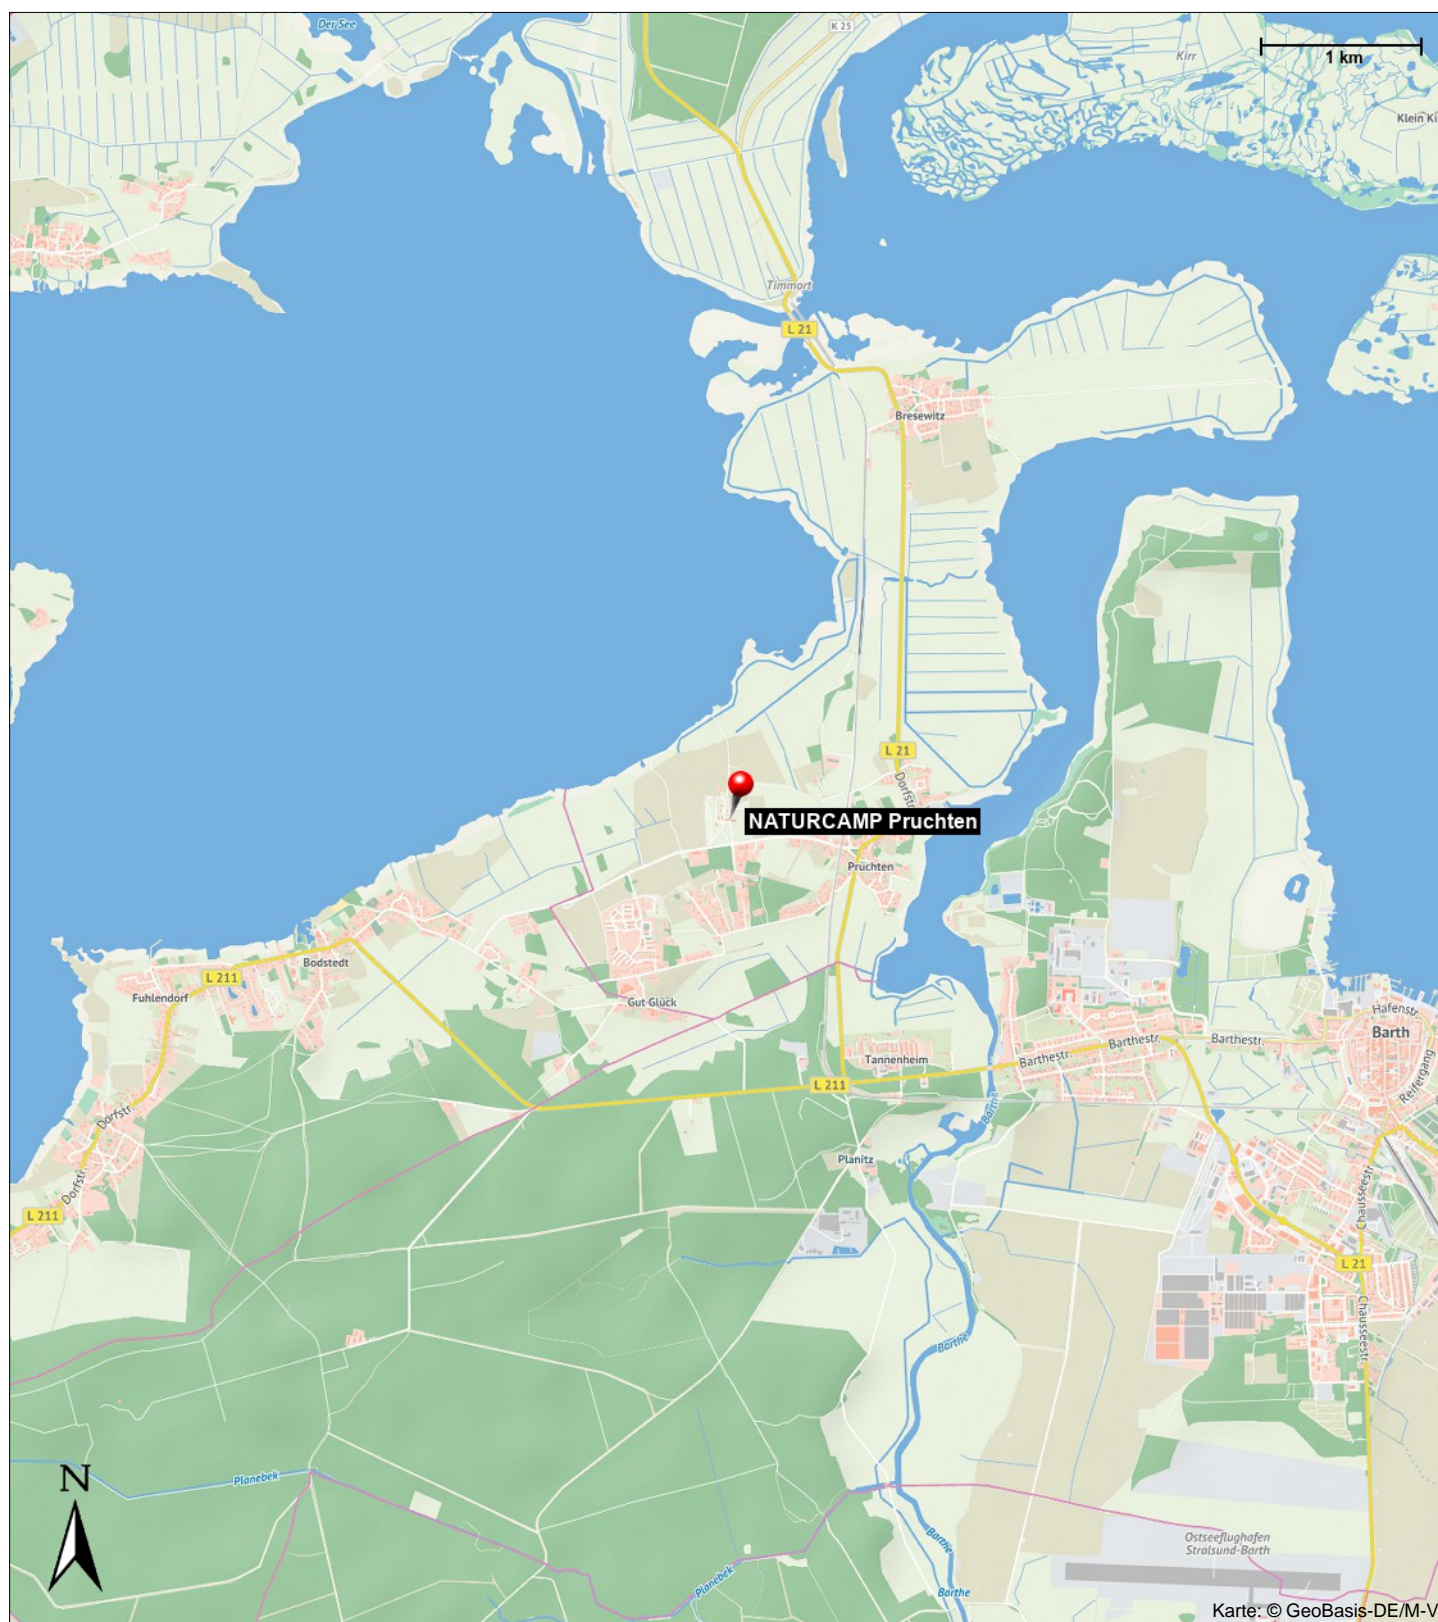 Der See
K 25
Kirr
1 km
Klein Ki
Timmort
L 21
Bresewitz
L 21
Dorfstr.
NATURCAMP Pruchten
Pruchten
Bodstedt
L 211
Fuhlendorf
Gut Glück
Hafenstr.
Barth
Barthestr.
Barthestr.
Barthestr.
Tannenheim
Reifergang
L 211
Barthe
Dorfstr.
Planitz
Dorfstr.
Chausseestr.
L 211
L 21
Chausseestr.
Barthe
N
Planebek
Barthe
Ostseeflughafen
Stralsund-Barth
Planebek
Barthe
Karte: © GeoBasis-DE/M-V